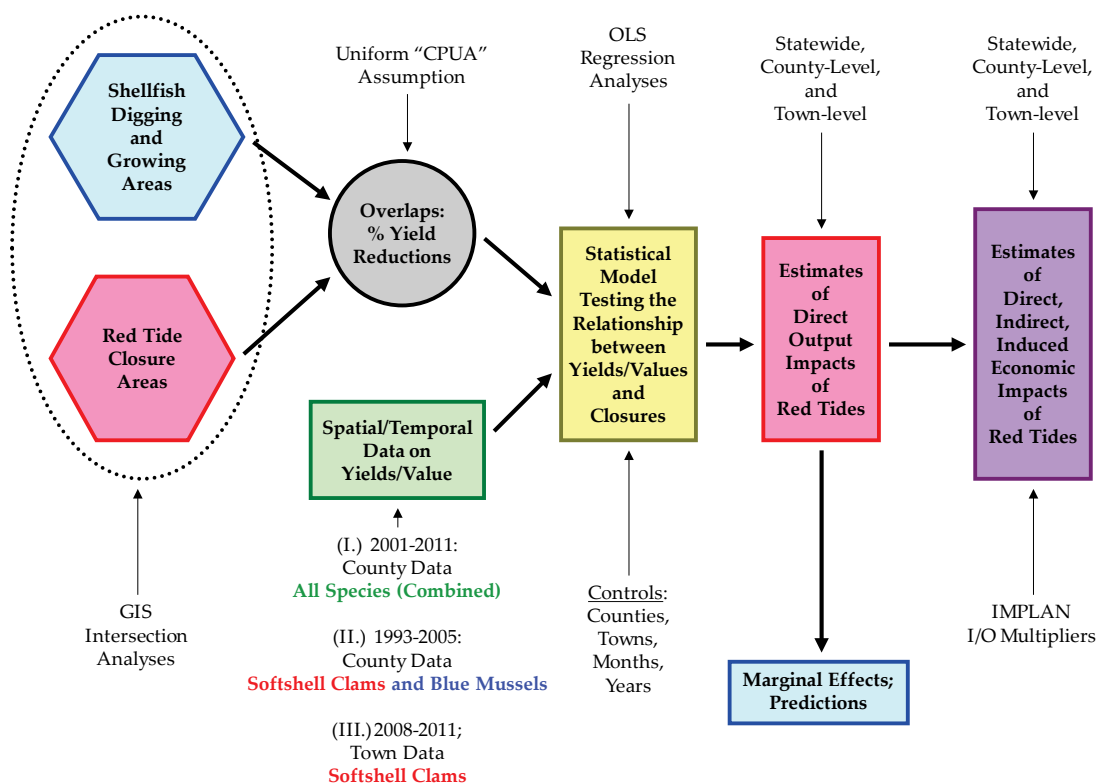 Shellfish
Digging
and
Growing
Areas
Red Tide
Closure
Areas
GIS
Intersection
Analyses
Uniform “CPUA”
Assumption
Overlaps:
% Yield
Reductions
Spatial/Temporal
Data on
Yields/Value
(I.) 2001-2011:
County Data
All Species (Combined)
(II.) 1993-2005:
County Data
Softshell Clams and Blue Mussels
(III.) 2008-2011;
Town Data
Softshell Clams
OLS
Regression
Analyses
Statistical
Model
Testing the
Relationship
between
Yields/Values
and
Closures
Controls:
Counties,
Towns,
Months,
Years
Statewide,
County-Level,
and
Town-level
Estimates
of
Direct
Output
Impacts
of
Red Tides
Marginal Effects;
Predictions
Statewide,
County-Level,
and
Town-level
Estimates
of
Direct,
Indirect,
Induced
Economic
Impacts
of
Red Tides
IMPLAN
I/O Multipliers